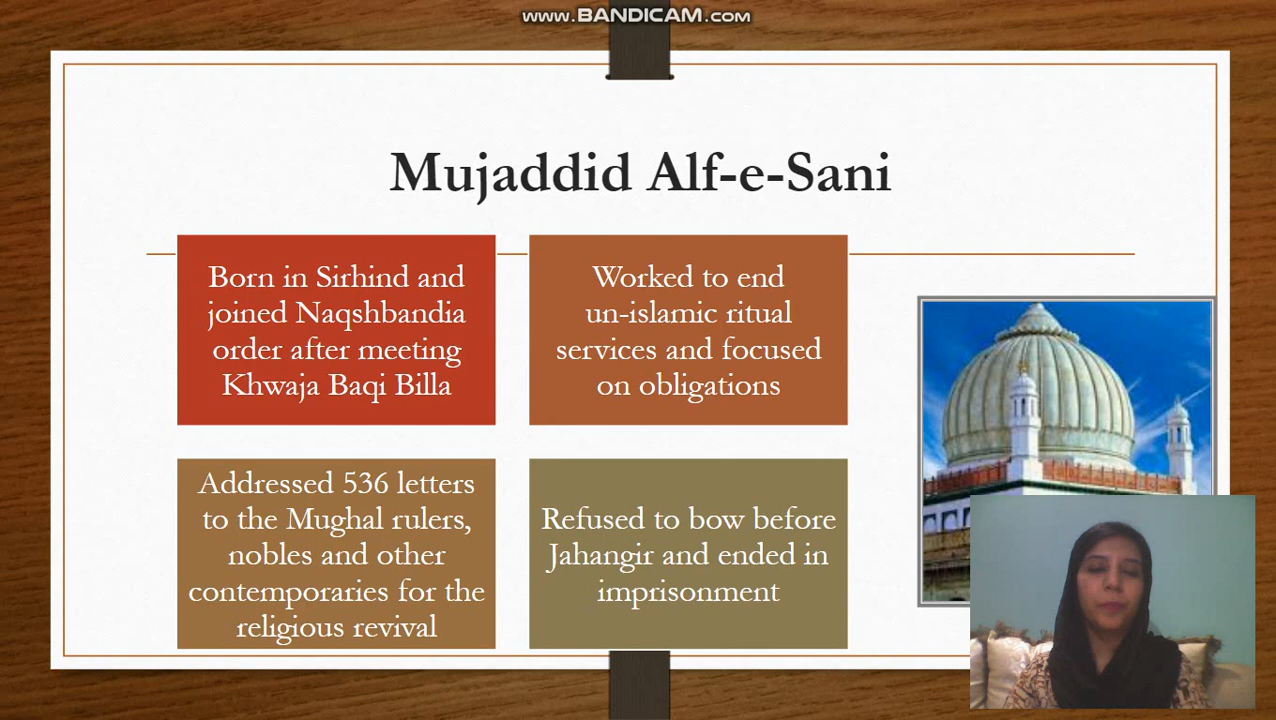 www.BANDICAM.com
Mujaddid Alf-e-Sani
Born in Sirhind and
joined Naqshbandia
order after meeting
Khwaja Baqi Billa
Worked to end
un-islamic ritual
services and focused
on obligations
Addressed 536 letters
to the Mughal rulers,
nobles and other
contemporaries for the
religious revival
Refused to bow before
Jahangir and ended in
imprisonment